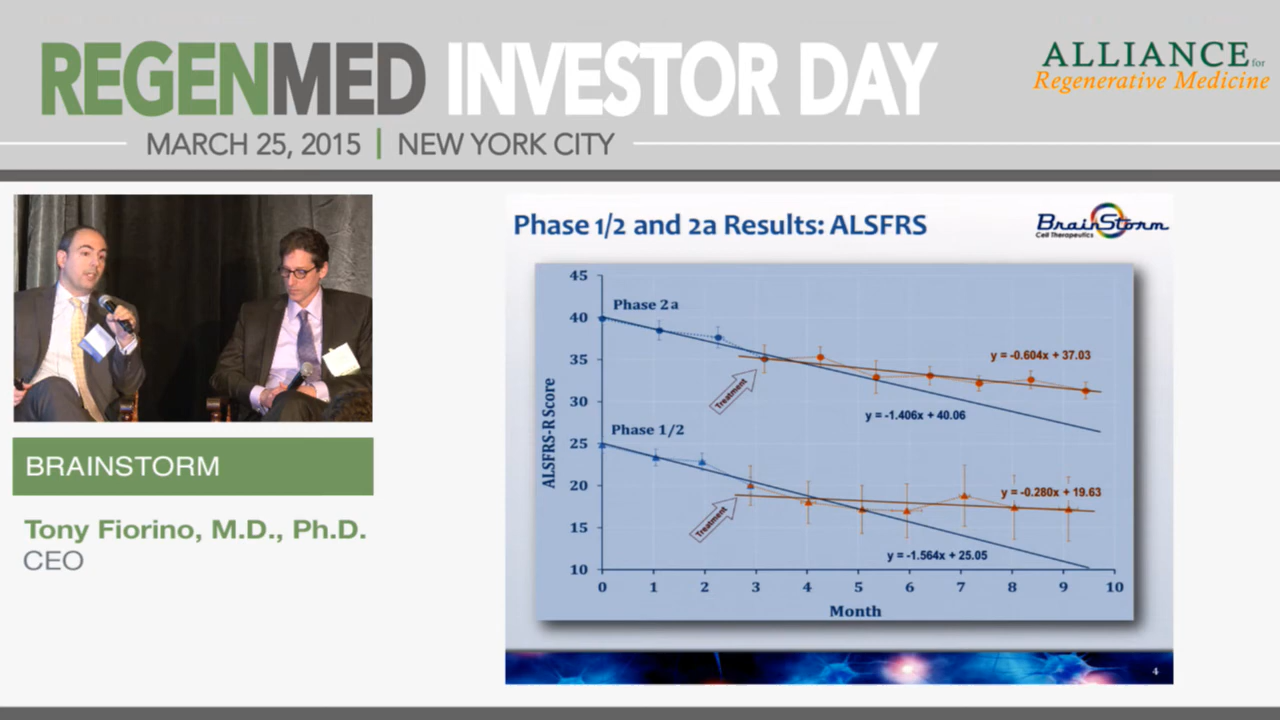 REGENMED INVESTOR DAY
MARCH 25, 2015 | NEW YORK CITY
ALLIANCE for
Regenerative Medicine
BRAINSTORM
Tony Fiorino, M.D., Ph.D.
CEO
Phase 1/2 and 2a Results: ALSFRS
BrainStorm
Cell Therapeutics
ALSFRS-R Score
45
40
35
30
25
20
15
10
Phase 2a
Treatment
y = -0.604x + 37.03
y = -1.406x + 40.06
Phase 1/2
Treatment
y = -0.280x + 19.63
y = -1.564x + 25.05
0 1 2 3 4 5 6 7 8 9 10
Month
4